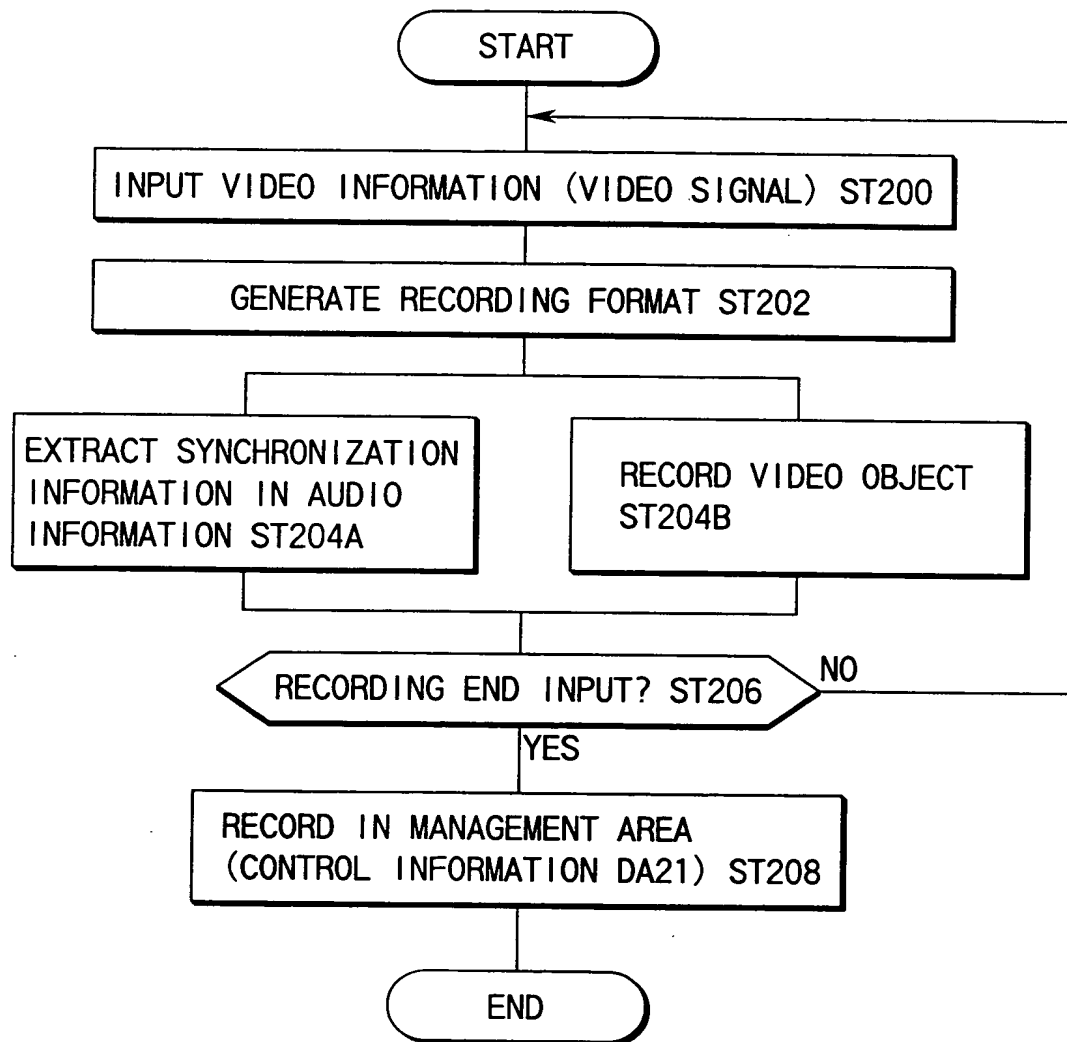 START
INPUT VIDEO INFORMATION (VIDEO SIGNAL) ST200
GENERATE RECORDING FORMAT ST202
EXTRACT SYNCHRONIZATION
INFORMATION IN AUDIO
INFORMATION ST204A
RECORD VIDEO OBJECT
ST204B
RECORDING END INPUT? ST206
NO
YES
RECORD IN MANAGEMENT AREA
(CONTROL INFORMATION DA21) ST208
END